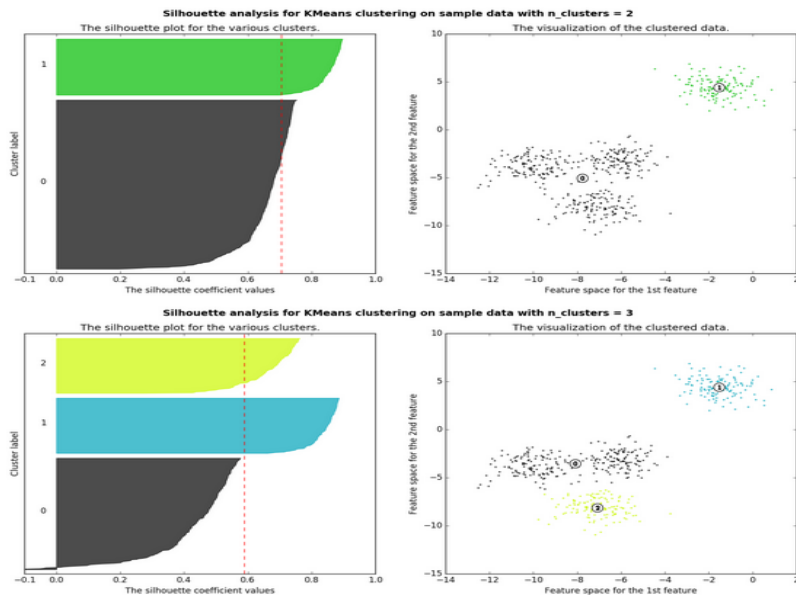 Silhouette analysis for KMeans clustering on sample data with n_clusters = 2
The silhouette plot for the various clusters.
The visualization of the clustered data.
Cluster label
1
0
−0.1 0.0 0.2 0.4 0.6 0.8 1.0
The silhouette coefficient values
Feature space for the 2nd feature
10
5
0
−5
−10
−15
1
0
−14 −12 −10 −8 −6 −4 −2 0 2
Feature space for the 1st feature
Silhouette analysis for KMeans clustering on sample data with n_clusters = 3
The silhouette plot for the various clusters.
The visualization of the clustered data.
Cluster label
2
1
0
−0.1 0.0 0.2 0.4 0.6 0.8 1.0
The silhouette coefficient values
Feature space for the 2nd feature
10
5
0
−5
−10
−15
1
0
2
−14 −12 −10 −8 −6 −4 −2 0 2
Feature space for the 1st feature